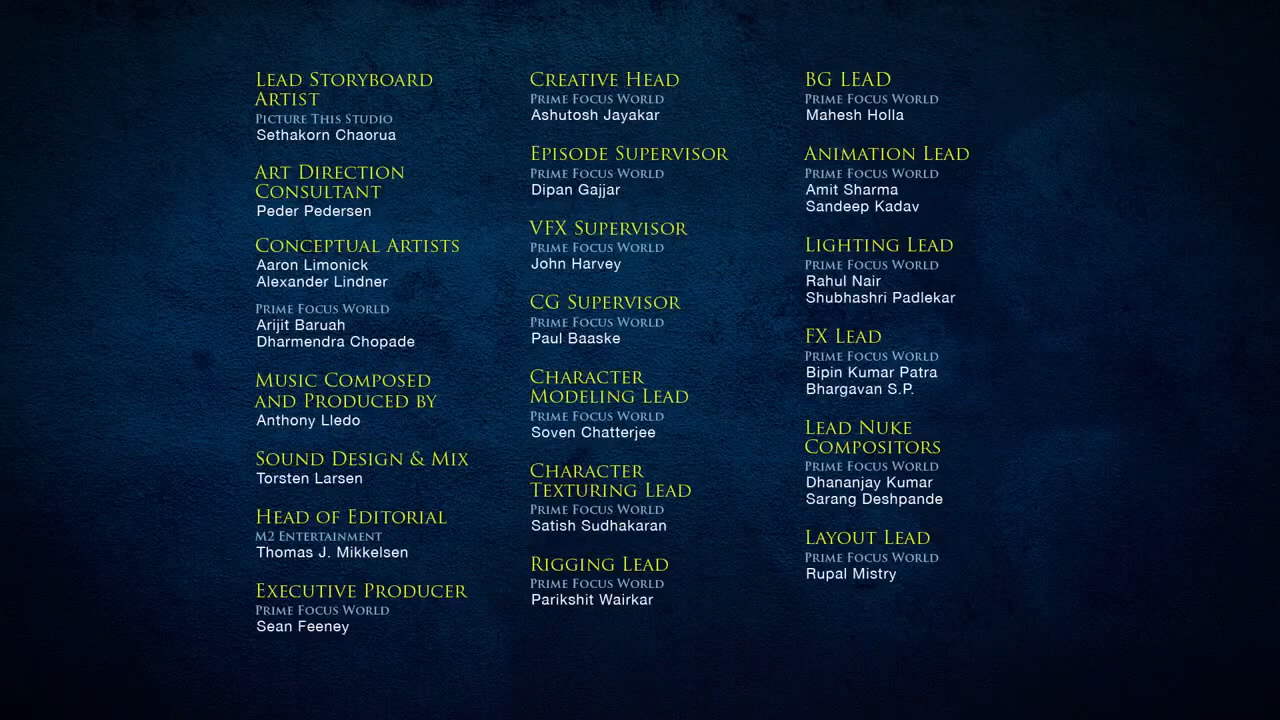 Lead Storyboard
Artist
Picture This Studio
Sethakorn Chaorua
Art Direction
Consultant
Peder Pedersen
Conceptual Artists
Aaron Limonick
Alexander Lindner
Prime Focus World
Arijit Baruah
Dharmendra Chopade
Music Composed
and Produced by
Anthony Lledo
Sound Design & Mix
Torsten Larsen
Head of Editorial
M2 Entertainment
Thomas J. Mikkelsen
Executive Producer
Prime Focus World
Sean Feeney
Creative Head
Prime Focus World
Ashutosh Jayakar
Episode Supervisor
Prime Focus World
Dipan Gajjar
VFX Supervisor
Prime Focus World
John Harvey
CG Supervisor
Prime Focus World
Paul Baaske
Character
Modeling Lead
Prime Focus World
Soven Chatterjee
Character
Texturing Lead
Prime Focus World
Satish Sudhakaran
Rigging Lead
Prime Focus World
Parikshit Wairkar
BG LEAD
Prime Focus World
Mahesh Holla
Animation Lead
Prime Focus World
Amit Sharma
Sandeep Kadav
Lighting Lead
Prime Focus World
Rahul Nair
Shubhashri Padlekar
FX Lead
Prime Focus World
Bipin Kumar Patra
Bhargavan S.P.
Lead Nuke
Compositors
Prime Focus World
Dhananjay Kumar
Sarang Deshpande
Layout Lead
Prime Focus World
Rupal Mistry